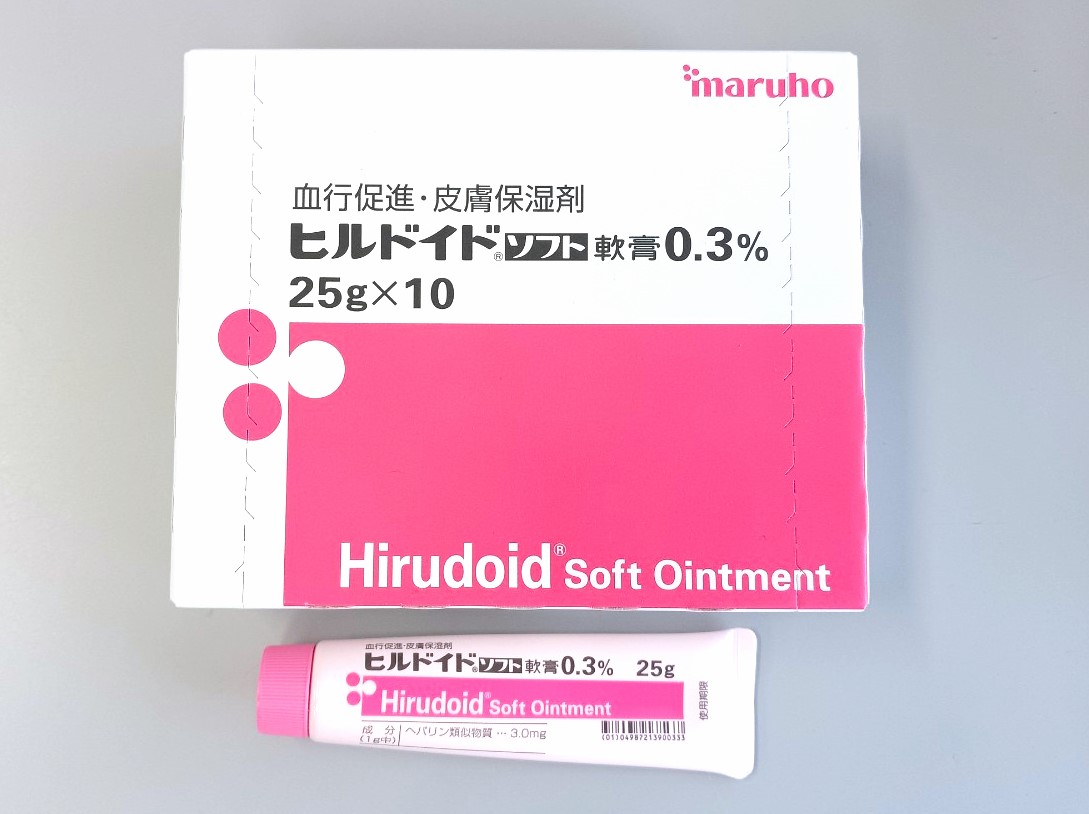 maruho
血行促進・皮膚保湿剤
ヒルドイド®ソフト軟膏0.3%
25g×10
Hirudoid® Soft Ointment
血行促進・皮膚保湿剤
ヒルドイド®ソフト軟膏0.3% 25g
Hirudoid® Soft Ointment
使用期限
成分 ヘパリン類似物質…3.0mg
(1g中)
(01)04987213900333